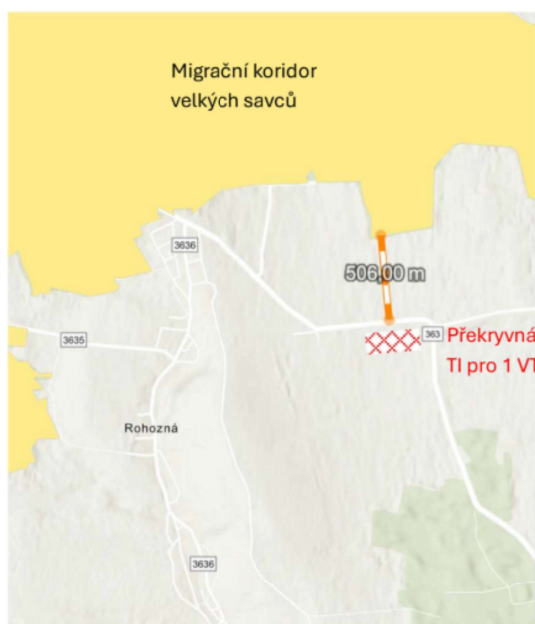 Migrační koridor
velkých savců
3636
506,00 m
363
Překryvná
TI pro 1 VT
3635
Rohozná
3636